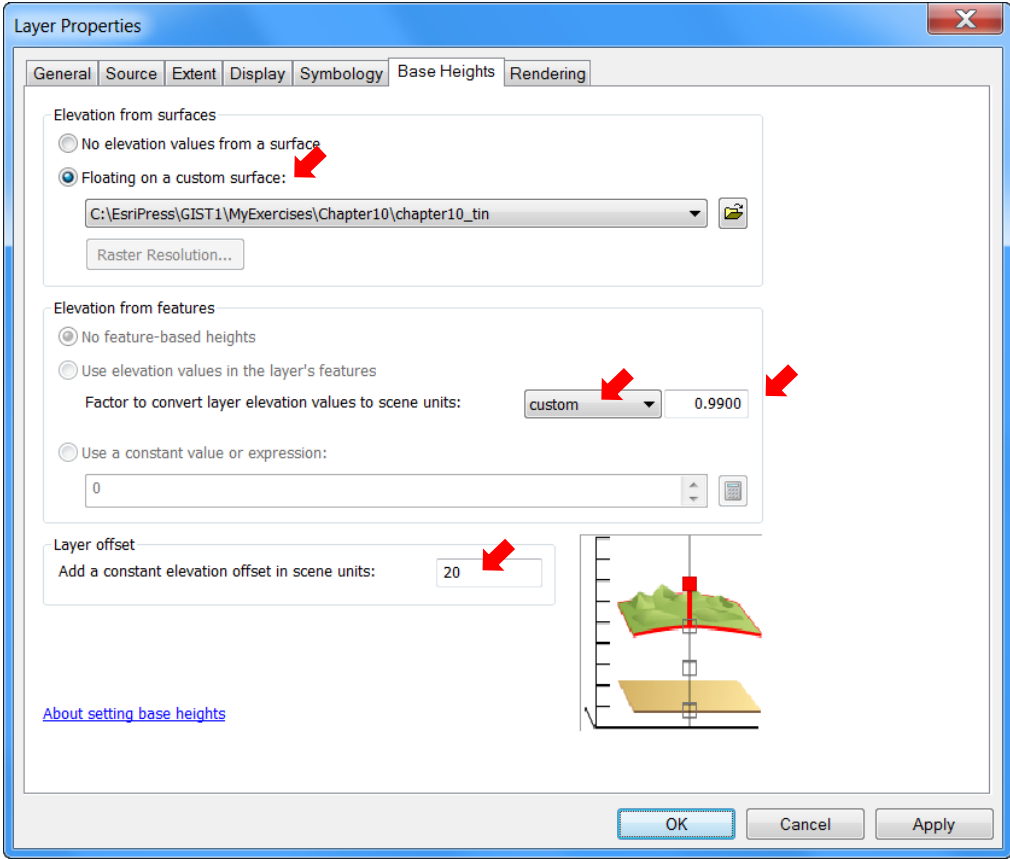 Layer Properties
General Source Extent Display Symbology Base Heights Rendering
Elevation from surfaces
No elevation values from a surface
Floating on a custom surface:
C:\EsriPress\GIST1\MyExercises\Chapter10\chapter10_tin
Raster Resolution...
Elevation from features
No feature-based heights
Use elevation values in the layer's features
Factor to convert layer elevation values to scene units: custom 0.9900
Use a constant value or expression:
0
Layer offset
Add a constant elevation offset in scene units: 20
About setting base heights
OK Cancel Apply